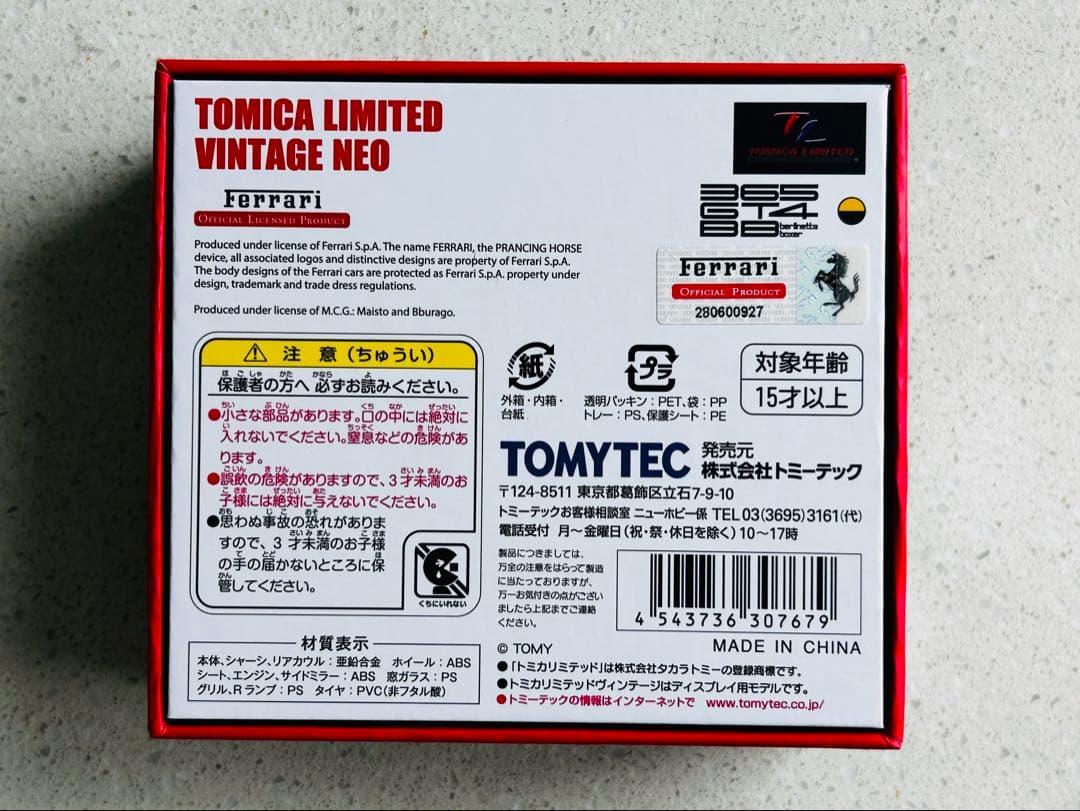 TOMICA LIMITED
VINTAGE NEO
TOMICA LIMITED
Ferrari
OFFICIAL LICENSED PRODUCT
365
GT4
BB berlinetta
boxer
Produced under license of Ferrari S.p.A. The name FERRARI, the PRANCING HORSE
device, all associated logos and distinctive designs are property of Ferrari S.p.A.
The body designs of the Ferrari cars are protected as Ferrari S.p.A. property under
design, trademark and trade dress regulations.
Produced under license of M.C.G.: Maisto and Bburago.
Ferrari
OFFICIAL PRODUCT
280600927
注意(ちゅうい)
保護者の方へ 必ずお読みください。
●小さな部品があります。口の中には絶対に
入れないでください。窒息などの危険があ
ります。
●誤飲の危険がありますので、3才未満のお
子様には絶対に与えないでください。
●思わぬ事故の恐れがありま
すので、3才未満のお子様
の手の届かないところに保
管してください。
くちにいれない
紙
外箱・内箱・
台紙
プラ
透明パッキン:PET、袋:PP
トレー:PS、保護シート:PE
対象年齢
15才以上
TOMYTEC 発売元
株式会社トミーテック
〒124-8511 東京都葛飾区立石7-9-10
トミーテックお客様相談室 ニューホビー係 TEL 03(3695)3161(代)
電話受付 月~金曜日(祝・祭・休日を除く)10~17時
製品につきましては、
万全の注意をはらって製造
に当たっておりますが、
万一お気付きの点がござい
ましたら上記までご連絡
ください。
4 543736 307679
MADE IN CHINA
© TOMY
●「トミカリミテッド」は株式会社タカラトミーの登録商標です。
●トミカリミテッドヴィンテージはディスプレイ用モデルです。
●トミーテックの情報はインターネットで www.tomytec.co.jp/
材質表示
本体、シャーシ、リアカウル:亜鉛合金 ホイール:ABS
シート、エンジン、サイドミラー:ABS 窓ガラス:PS
グリル、Rランプ:PS タイヤ:PVC(非フタル酸)